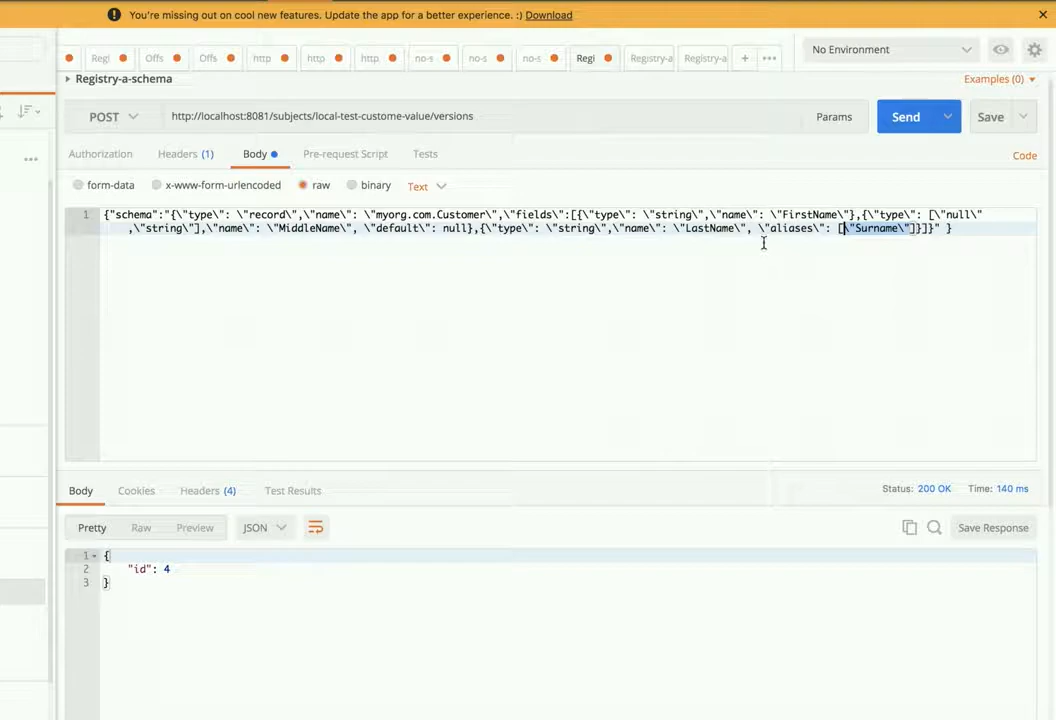 You're missing out on cool new features. Update the app for a better experience. :) Download
Regi Offs Offs http http http no-s no-s no-s Regi Registry-a Registry-a + ••• No Environment
Registry-a-schema Examples (0)
POST http://localhost:8081/subjects/local-test-custome-value/versions Params Send Save
Authorization Headers (1) Body Pre-request Script Tests Code
form-data x-www-form-urlencoded raw binary Text
1 {"schema":"{\"type\": \"record\",\"name\": \"myorg.com.Customer\",\"fields\":[{\"type\": \"string\",\"name\": \"FirstName\"},{\"type\": [\"null\"
,\"string\"],\"name\": \"MiddleName\", \"default\": null},{\"type\": \"string\",\"name\": \"LastName\", \"aliases\": [\"Surname\"]}]}" }
Body Cookies Headers (4) Test Results Status: 200 OK Time: 140 ms
Pretty Raw Preview JSON Save Response
1 {
2 "id": 4
3 }